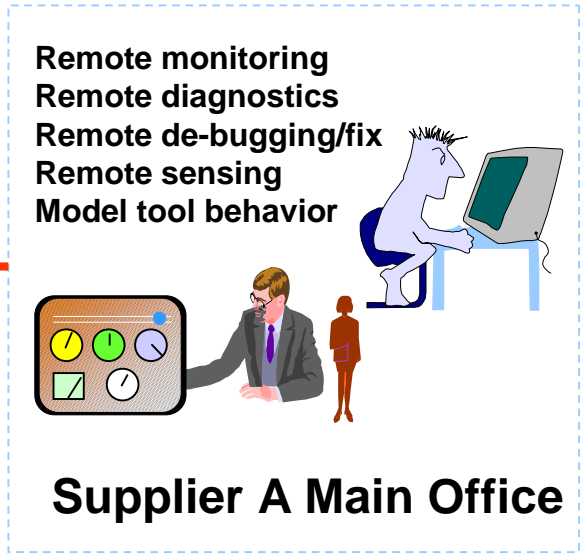 Remote monitoring
Remote diagnostics
Remote de-bugging/fix
Remote sensing
Model tool behavior
Supplier A Main Office